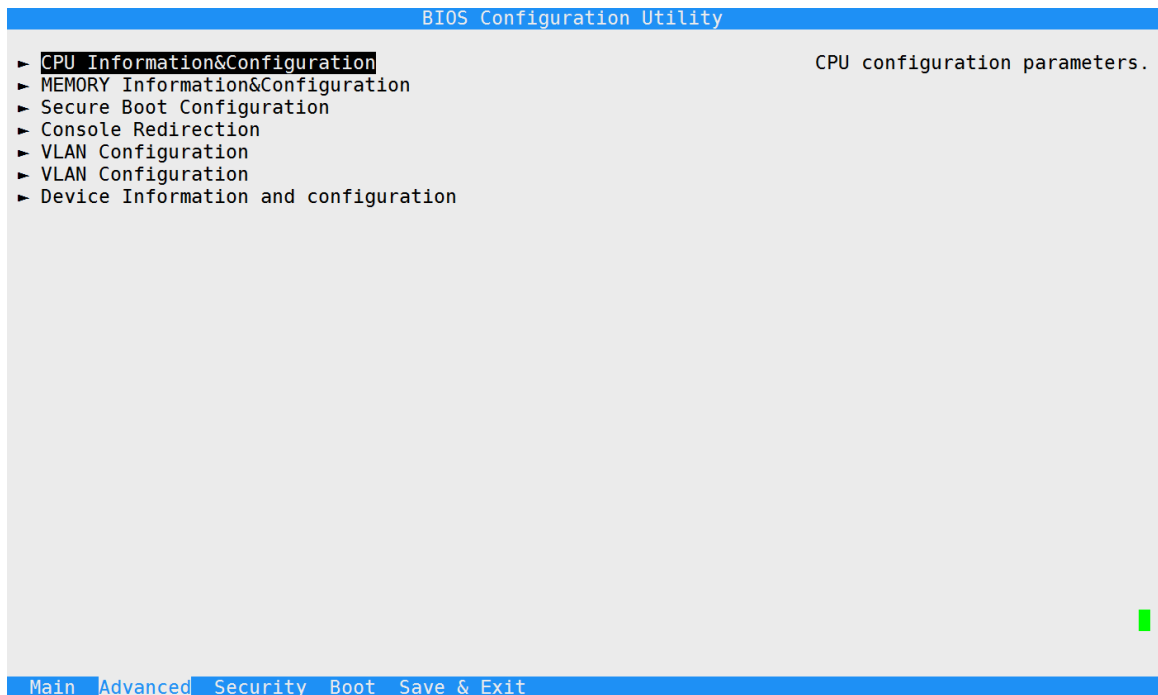 BIOS Configuration Utility
► CPU Information&Configuration CPU configuration parameters.
► MEMORY Information&Configuration
► Secure Boot Configuration
► Console Redirection
► VLAN Configuration
► VLAN Configuration
► Device Information and configuration
Main Advanced Security Boot Save & Exit